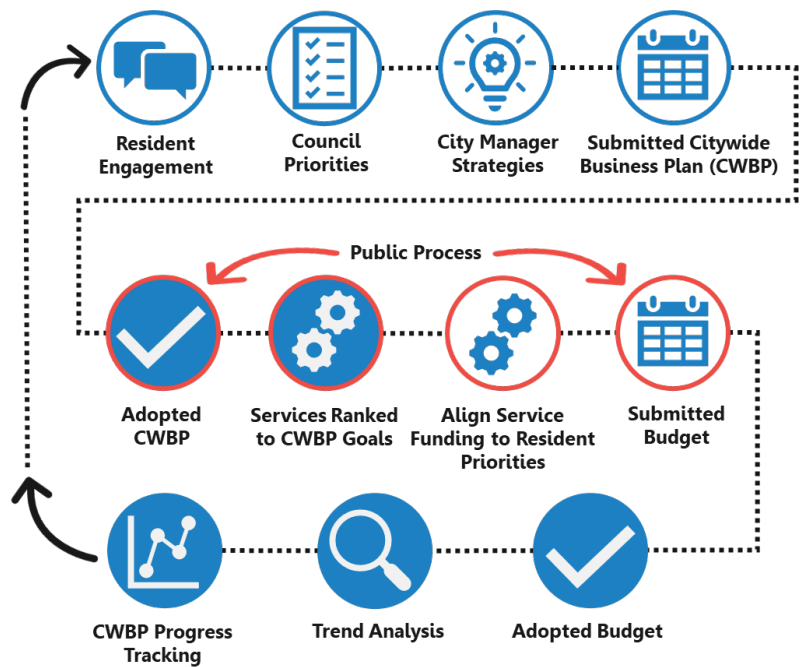 Resident
Engagement
Council
Priorities
City Manager
Strategies
Submitted Citywide
Business Plan (CWBP)
Public Process
Adopted
CWBP
Services Ranked
to CWBP Goals
Align Service
Funding to Resident
Priorities
Submitted
Budget
CWBP Progress
Tracking
Trend Analysis
Adopted Budget